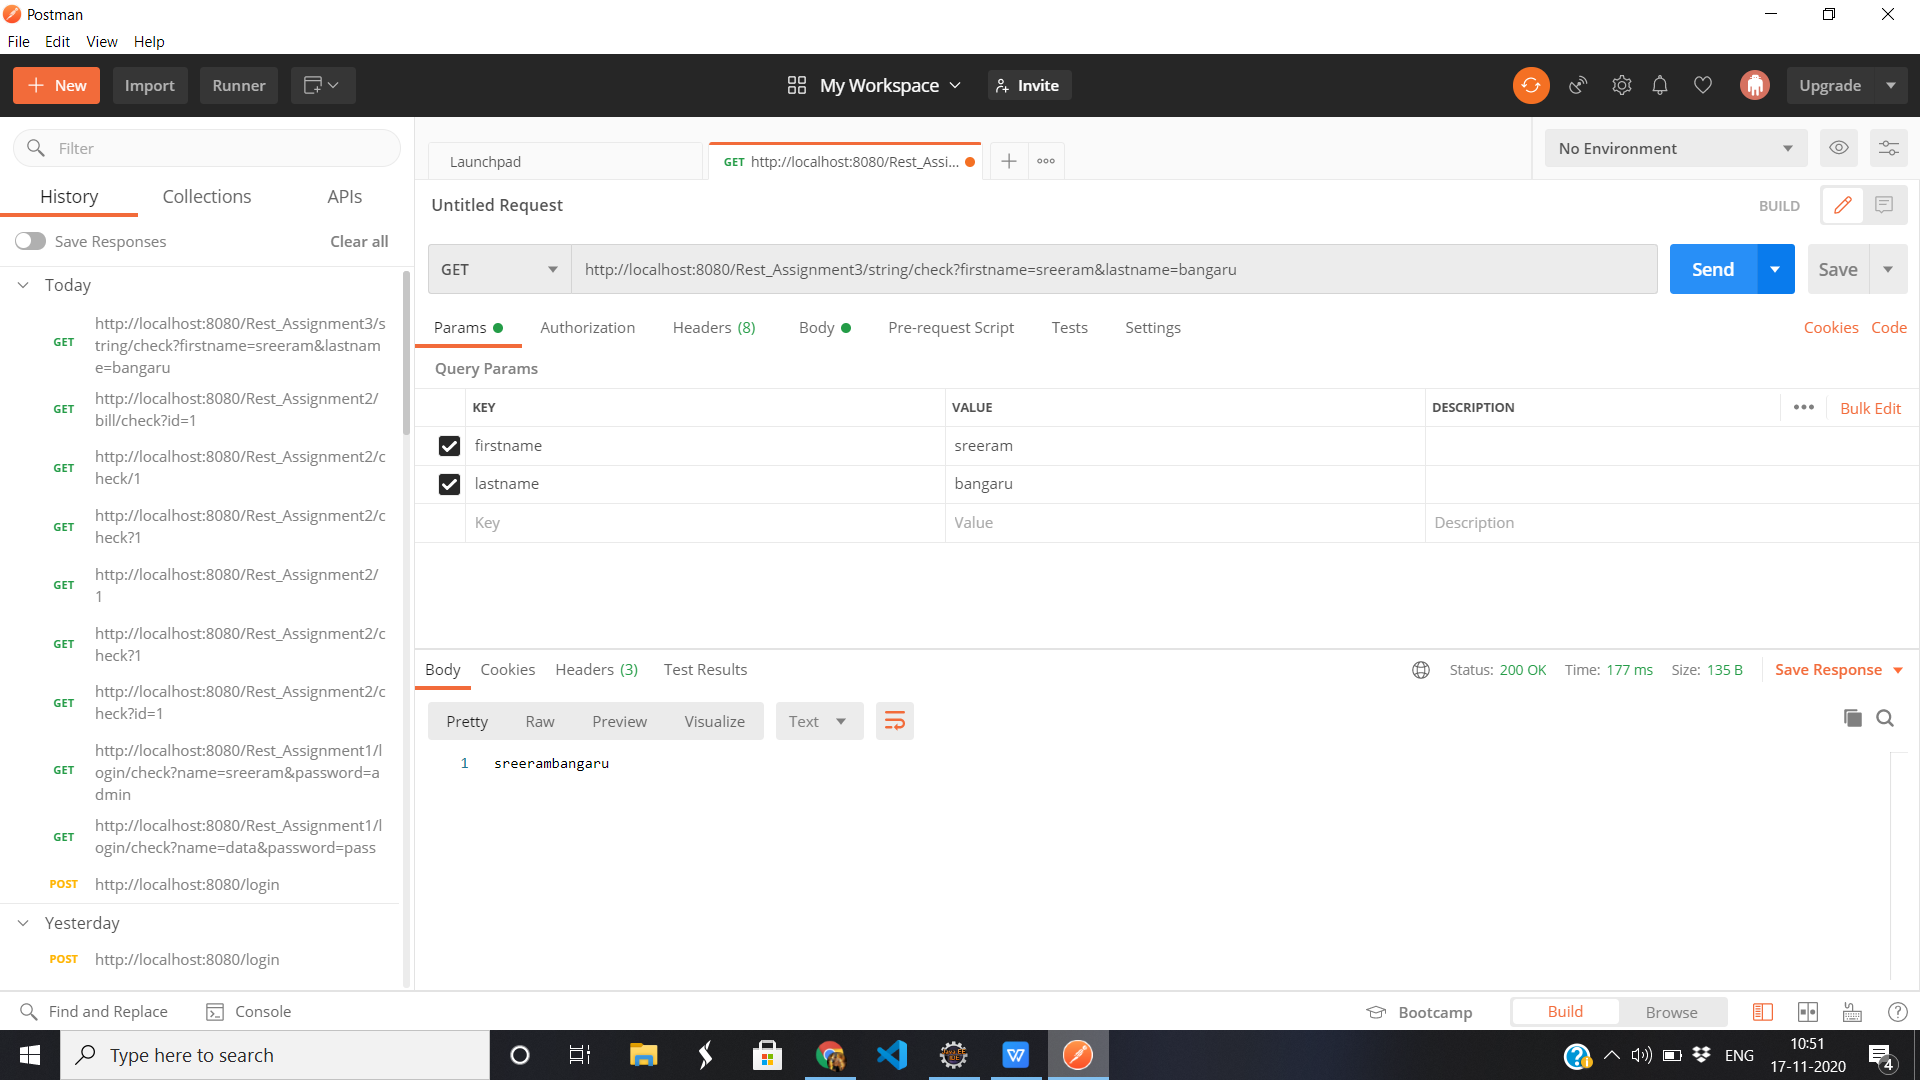 Postman
File Edit View Help
New Import Runner My Workspace Invite Upgrade
Filter
History Collections APIs
Save Responses Clear all
Today
GET http://localhost:8080/Rest_Assignment3/s
tring/check?firstname=sreeram&lastnam
e=bangaru
GET http://localhost:8080/Rest_Assignment2/
bill/check?id=1
GET http://localhost:8080/Rest_Assignment2/c
heck/1
GET http://localhost:8080/Rest_Assignment2/c
heck?1
GET http://localhost:8080/Rest_Assignment2/
1
GET http://localhost:8080/Rest_Assignment2/c
heck?1
GET http://localhost:8080/Rest_Assignment2/c
heck?id=1
GET http://localhost:8080/Rest_Assignment1/l
ogin/check?name=sreeram&password=a
dmin
GET http://localhost:8080/Rest_Assignment1/l
ogin/check?name=data&password=pass
POST http://localhost:8080/login
Yesterday
POST http://localhost:8080/login
Launchpad GET http://localhost:8080/Rest_Assi... No Environment
Untitled Request BUILD
GET http://localhost:8080/Rest_Assignment3/string/check?firstname=sreeram&lastname=bangaru Send Save
Params Authorization Headers (8) Body Pre-request Script Tests Settings Cookies Code
Query Params
KEY VALUE DESCRIPTION Bulk Edit
firstname sreeram
lastname bangaru
Key Value Description
Body Cookies Headers (3) Test Results Status: 200 OK Time: 177 ms Size: 135 B Save Response
Pretty Raw Preview Visualize Text
1 sreerambangaru
Find and Replace Console Bootcamp Build Browse
Type here to search ENG 10:51
17-11-2020 4